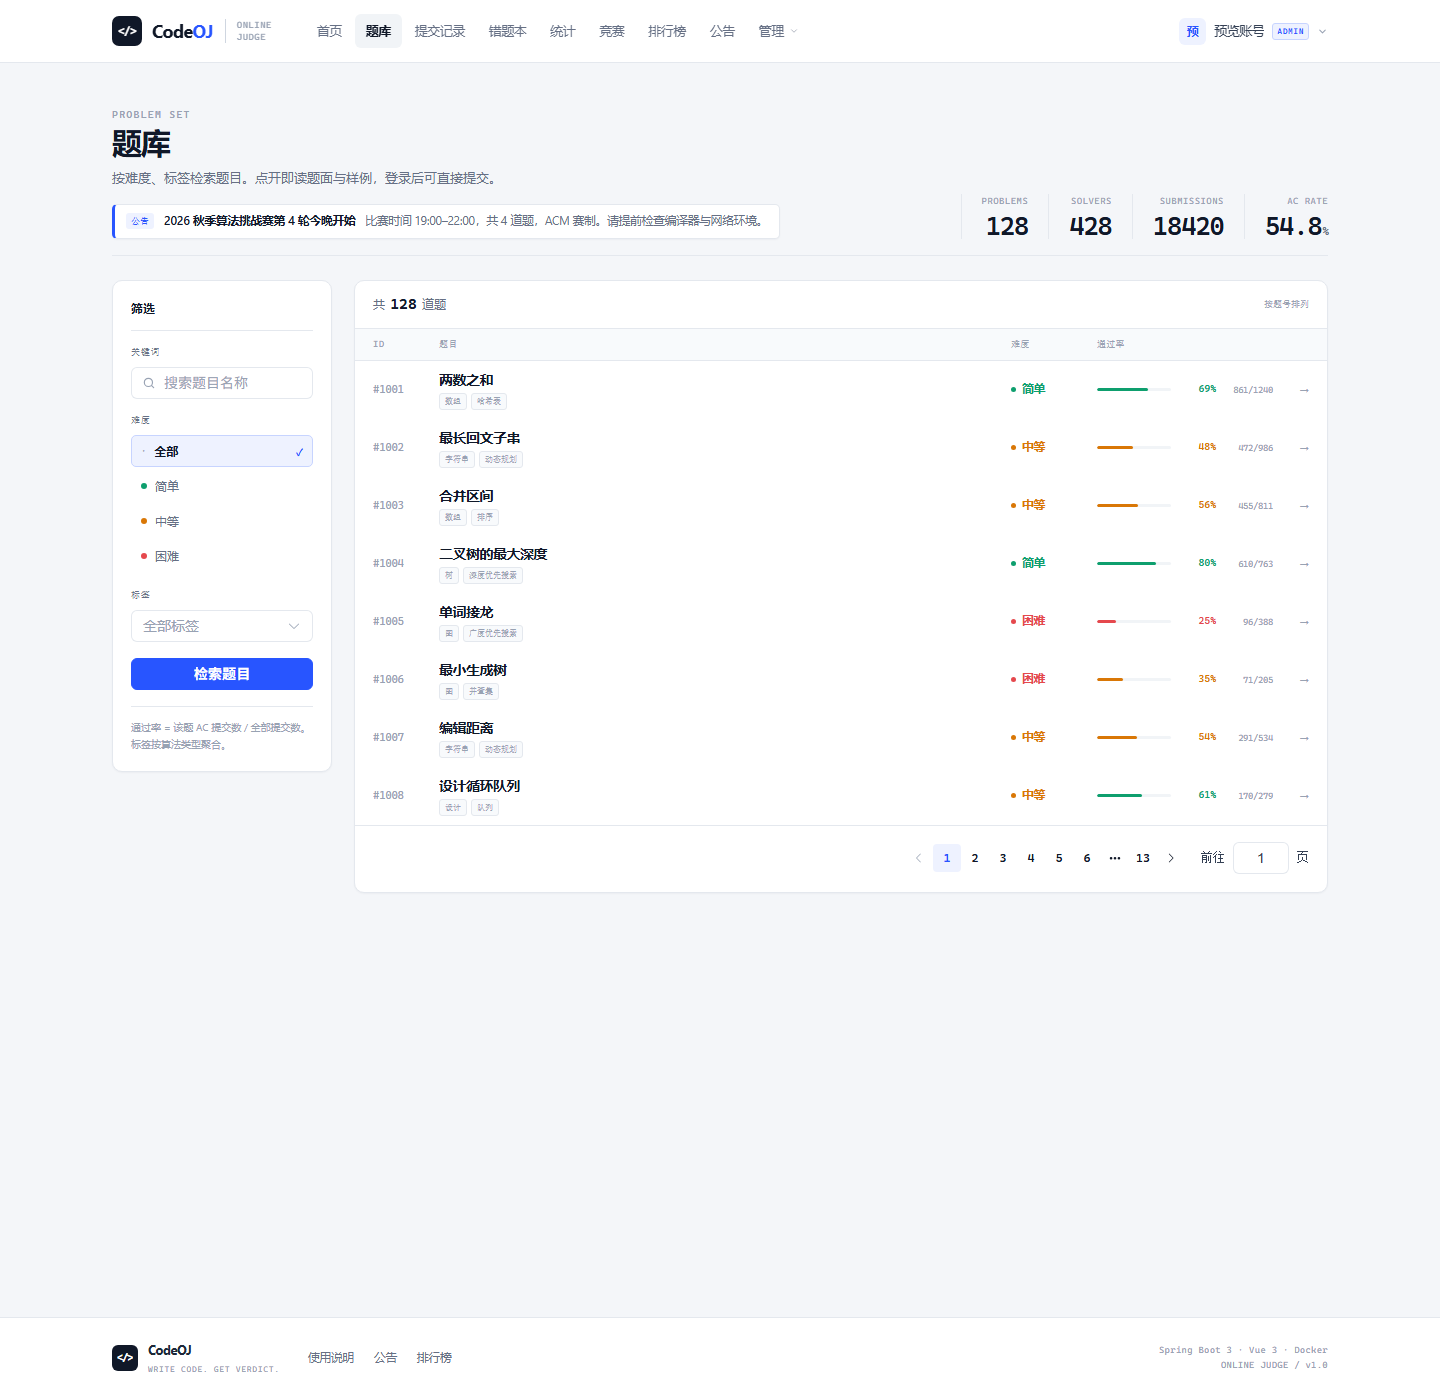 </> CodeOJ ONLINE JUDGE 首页 题库 提交记录 错题本 统计 竞赛 排行榜 公告 管理 预 预览账号 ADMIN
PROBLEM SET
题库
按难度、标签检索题目。点开即读题面与样例，登录后可直接提交。
公告 2026 秋季算法挑战赛第 4 轮今晚开始 比赛时间 19:00–22:00，共 4 道题，ACM 赛制。请提前检查编译器与网络环境。
PROBLEMS SOLVERS SUBMISSIONS AC RATE
128 428 18420 54.8%
筛选
关键词
搜索题目名称
难度
全部 ✓
简单
中等
困难
标签
全部标签
检索题目
通过率 = 该题 AC 提交数 / 全部提交数。
标签按算法类型聚合。
共 128 道题 按题号排列
ID 题目 难度 通过率
#1001 两数之和 简单 69% 861/1240 →
数组 哈希表
#1002 最长回文子串 中等 48% 472/986 →
字符串 动态规划
#1003 合并区间 中等 56% 455/811 →
数组 排序
#1004 二叉树的最大深度 简单 80% 610/763 →
树 深度优先搜索
#1005 单词接龙 困难 25% 96/388 →
图 广度优先搜索
#1006 最小生成树 困难 35% 71/205 →
图 并查集
#1007 编辑距离 中等 54% 291/534 →
字符串 动态规划
#1008 设计循环队列 中等 61% 170/279 →
设计 队列
1 2 3 4 5 6 ••• 13 前往 1 页
</> CodeOJ
WRITE CODE. GET VERDICT.
使用说明 公告 排行榜
Spring Boot 3 · Vue 3 · Docker
ONLINE JUDGE / v1.0